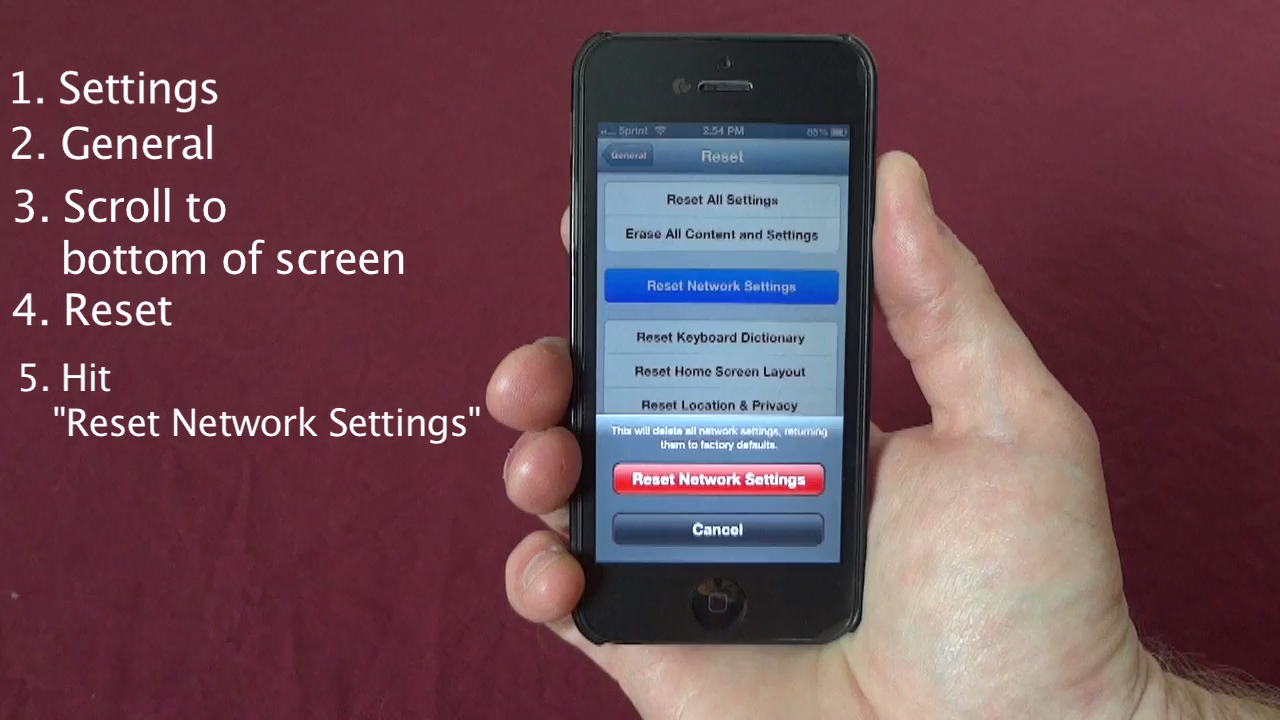 1. Settings
2. General
3. Scroll to
bottom of screen
4. Reset
5. Hit
"Reset Network Settings"
Sprint 2:54 PM 85%
General Reset
Reset All Settings
Erase All Content and Settings
Reset Network Settings
Reset Keyboard Dictionary
Reset Home Screen Layout
Reset Location & Privacy
This will delete all network settings, returning
them to factory defaults.
Reset Network Settings
Cancel